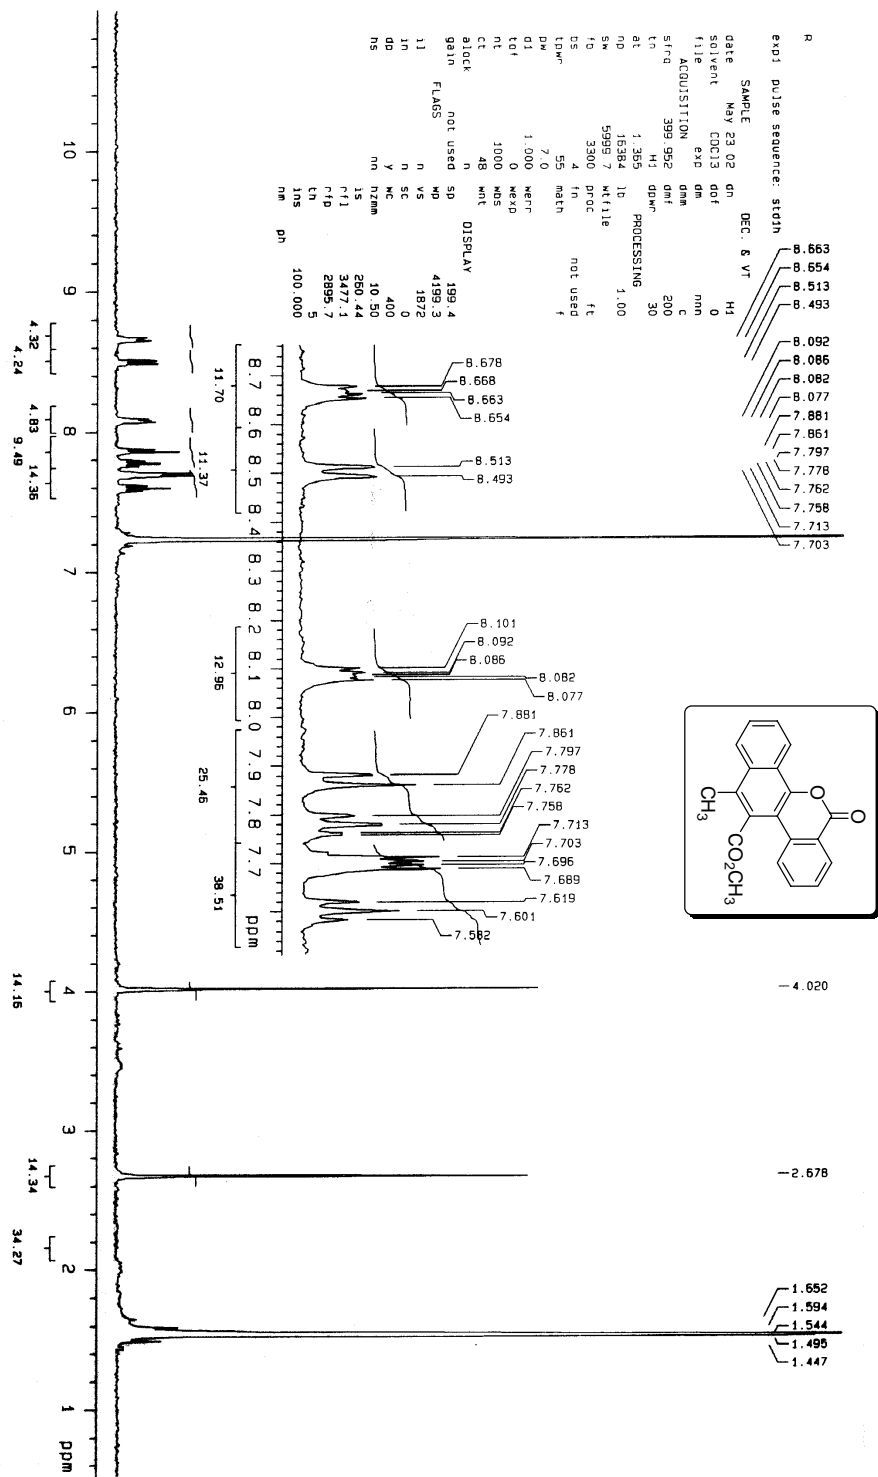 R
exp1 pulse sequence: std1h
SAMPLE
date May 23 02
solvent CDCl3
file exp
ACQUISITION
sfrq 399.952
tn H1
at 1.365
np 16384
sw 5999.7
fb 3300
bs 4
tpwr 55
pw 7.0
d1 1.000
tof 0
nt 1000
ct 48
alock n
gain not used
FLAGS
il n
in n
dp y
hs nn
DEC. & VT
dn H1
dof 0
dm nnn
dmm c
dmf 200
dpwr 30
PROCESSING
lb 1.00
wtfile
proc ft
fn not used
math f
werr
wexp
wbs
wnt
DISPLAY
sp 199.4
wp 4199.3
vs 1872
sc 0
wc 400
hzmm 10.50
is 260.44
rfl 3477.1
rfp 2895.7
th 5
ins 100.000
nm ph
8.663
8.654
8.513
8.493
8.092
8.086
8.082
8.077
7.881
7.861
7.797
7.778
7.762
7.758
7.713
7.703
4.020
2.678
1.652
1.594
1.544
1.495
1.447
O
O
CH3
CO2CH3
8.678
8.668
8.663
8.654
8.513
8.493
8.101
8.092
8.086
8.082
8.077
7.881
7.861
7.797
7.778
7.762
7.758
7.713
7.703
7.696
7.689
7.619
7.601
7.582
8.7 8.6 8.5 8.4 8.3 8.2 8.1 8.0 7.9 7.8 7.7 ppm
11.70 11.37 12.96 25.46 38.51
10 9 8 7 6 5 4 3 2 1 ppm
4.32 4.24 4.83 9.49 14.36 14.15 14.34 34.27